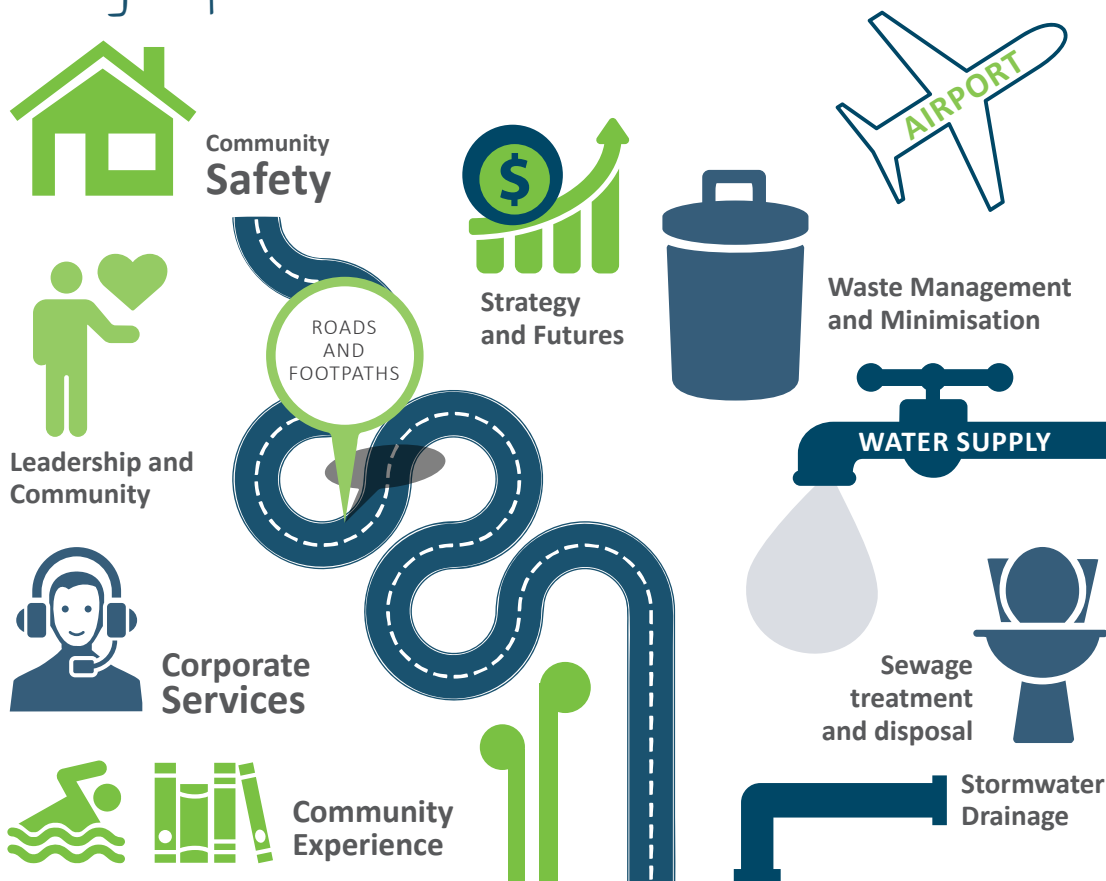 Community
Safety
AIRPORT
$
Strategy
and Futures
Waste Management
and Minimisation
ROADS
AND
FOOTPATHS
Leadership and
Community
WATER SUPPLY
Corporate
Services
Sewage
treatment
and disposal
Community
Experience
Stormwater
Drainage